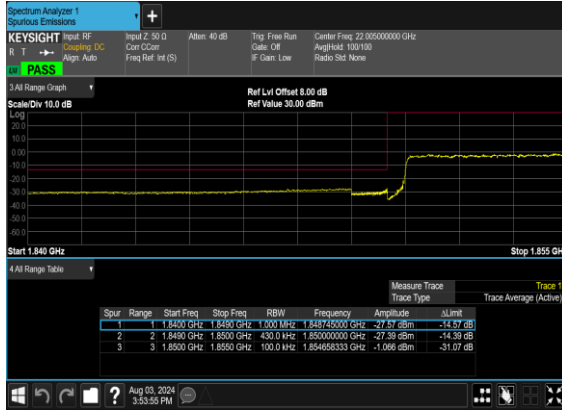 Spectrum Analyzer 1
Spurious Emissions
+
KEYSIGHT
R T
PASS
Input: RF
Coupling: DC
Align: Auto
Input Z: 50 Ω
Corr CCorr
Freq Ref: Int (S)
Atten: 40 dB
Trig: Free Run
Gate: Off
IF Gain: Low
Center Freq: 22.005000000 GHz
Avg|Hold: 100/100
Radio Std: None
3 All Range Graph
Scale/Div 10.0 dB
Ref Lvl Offset 8.00 dB
Ref Value 30.00 dBm
Log
20.0
10.0
0.00
-10.0
-20.0
-30.0
-40.0
-50.0
-60.0
Start 1.840 GHz
Stop 1.855 GH
4 All Range Table
Measure Trace Trace 1
Trace Type Trace Average (Active)
Spur Range Start Freq Stop Freq RBW Frequency Amplitude ΔLimit
1 1 1.8400 GHz 1.8490 GHz 1.000 MHz 1.848745000 GHz -27.57 dBm -14.57 dB
2 2 1.8490 GHz 1.8500 GHz 430.0 kHz 1.850000000 GHz -27.39 dBm -14.39 dB
3 3 1.8500 GHz 1.8550 GHz 100.0 kHz 1.854658333 GHz -1.066 dBm -31.07 dB
?
Aug 03, 2024
3:53:55 PM